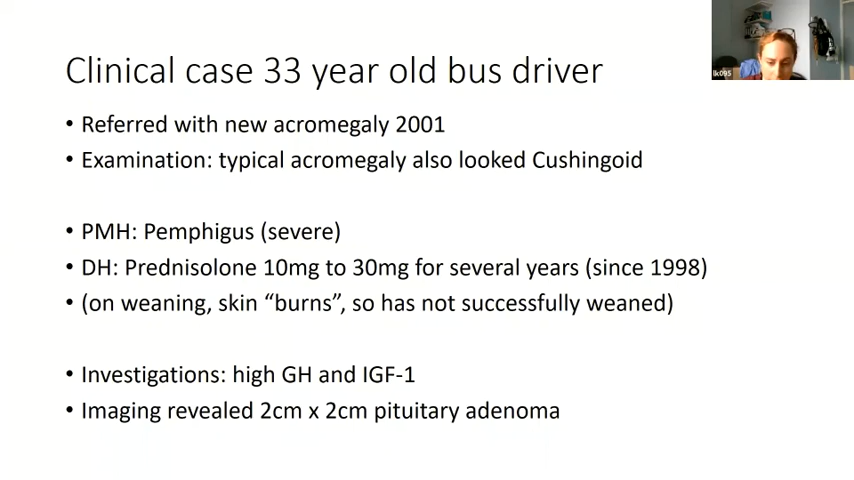 lk095
Clinical case 33 year old bus driver
• Referred with new acromegaly 2001
• Examination: typical acromegaly also looked Cushingoid
• PMH: Pemphigus (severe)
• DH: Prednisolone 10mg to 30mg for several years (since 1998)
• (on weaning, skin “burns”, so has not successfully weaned)
• Investigations: high GH and IGF-1
• Imaging revealed 2cm x 2cm pituitary adenoma